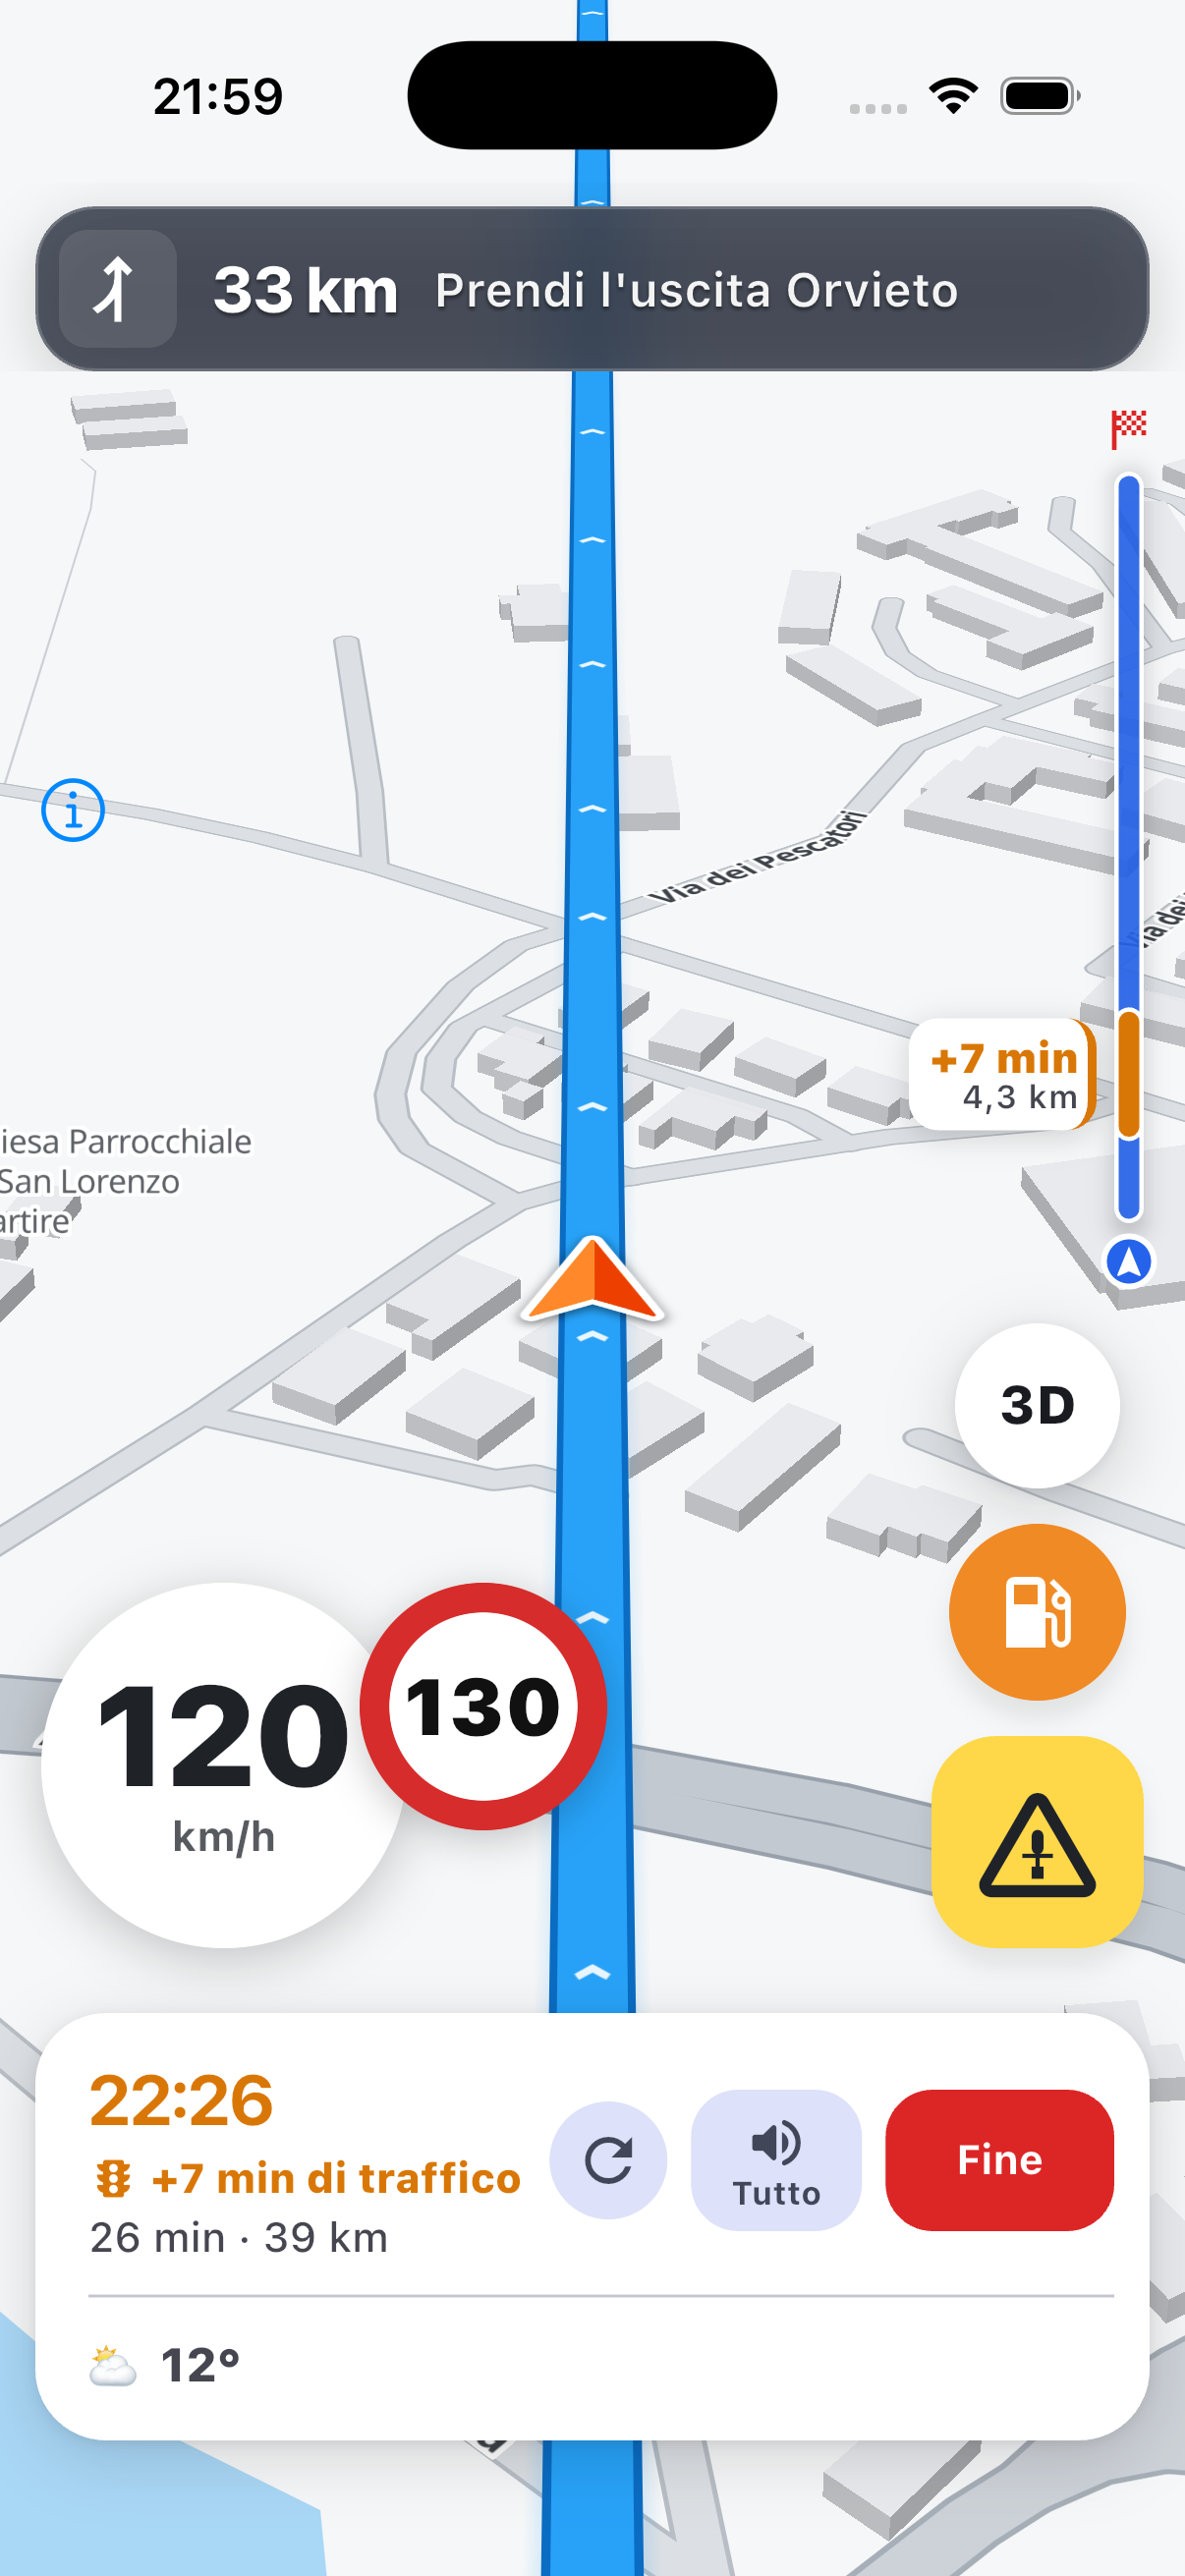 21:59
33 km Prendi l'uscita Orvieto
Via dei Pescatori
+7 min
4,3 km
iesa Parrocchiale
San Lorenzo
artire
3D
120
km/h
130
22:26
+7 min di traffico
26 min · 39 km
Tutto
Fine
12°